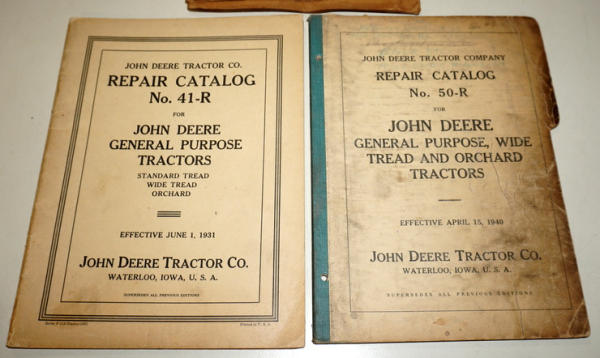 JOHN DEERE TRACTOR CO.
REPAIR CATALOG
No. 41-R
FOR
JOHN DEERE
GENERAL PURPOSE
TRACTORS
STANDARD TREAD
WIDE TREAD
ORCHARD
EFFECTIVE JUNE 1, 1931
JOHN DEERE TRACTOR CO.
WATERLOO, IOWA, U. S. A.
SUPERSEDES ALL PREVIOUS EDITIONS
Printed in U. S. A.
JOHN DEERE TRACTOR COMPANY
REPAIR CATALOG
No. 50-R
FOR
JOHN DEERE
GENERAL PURPOSE, WIDE
TREAD AND ORCHARD
TRACTORS
EFFECTIVE APRIL 15, 1940
JOHN DEERE TRACTOR CO.
WATERLOO, IOWA, U. S. A.
SUPERSEDES ALL PREVIOUS EDITIONS